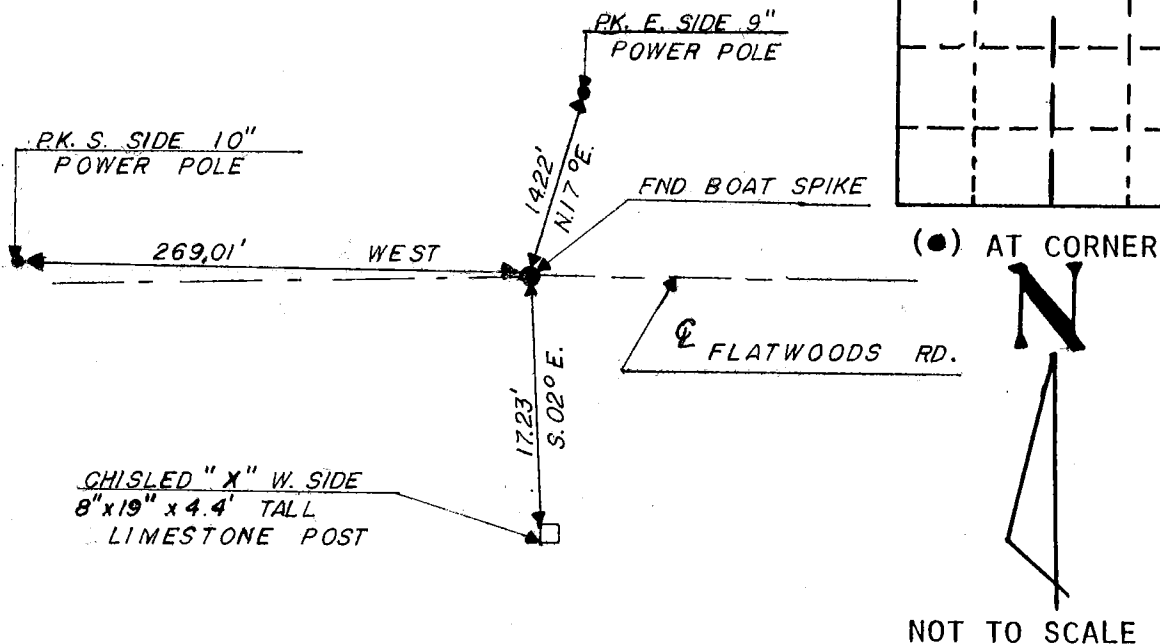 P.K. E. SIDE 9"
POWER POLE
P.K. S. SIDE 10"
POWER POLE
14.22'
N.17°E.
FND BOAT SPIKE
(●) AT CORNER
269.01' WEST
N
℄ FLATWOODS RD.
17.23'
S.02°E.
CHISLED "X" W. SIDE
8"x19"x4.4' TALL
LIMESTONE POST
NOT TO SCALE